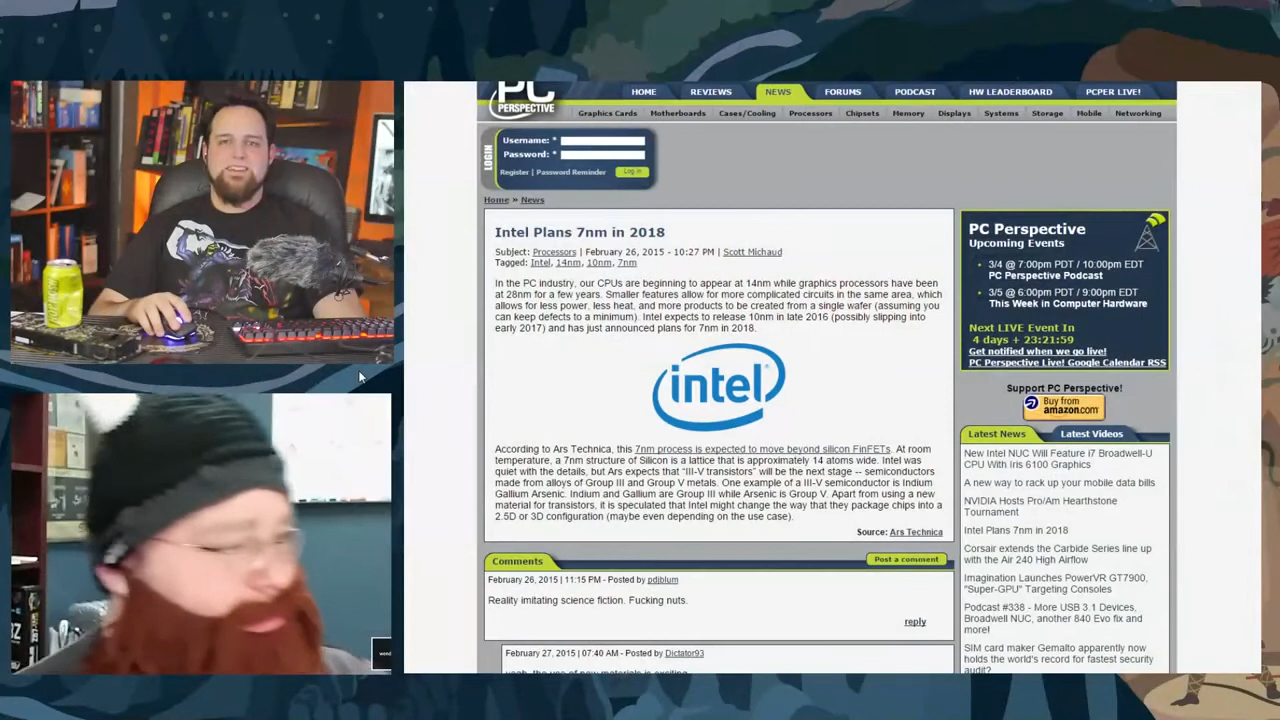 PC
PERSPECTIVE
HOME REVIEWS NEWS FORUMS PODCAST HW LEADERBOARD PCPER LIVE!
Graphics Cards Motherboards Cases/Cooling Processors Chipsets Memory Displays Systems Storage Mobile Networking
LOGIN
Username: *
Password: *
Register | Password Reminder Log in
Home » News
Intel Plans 7nm in 2018
Subject: Processors | February 26, 2015 - 10:27 PM | Scott Michaud
Tagged: Intel, 14nm, 10nm, 7nm
In the PC industry, our CPUs are beginning to appear at 14nm while graphics processors have been
at 28nm for a few years. Smaller features allow for more complicated circuits in the same area, which
allows for less power, less heat, and more products to be created from a single wafer (assuming you
can keep defects to a minimum). Intel expects to release 10nm in late 2016 (possibly slipping into
early 2017) and has just announced plans for 7nm in 2018.
intel
According to Ars Technica, this 7nm process is expected to move beyond silicon FinFETs. At room
temperature, a 7nm structure of Silicon is a lattice that is approximately 14 atoms wide. Intel was
quiet with the details, but Ars expects that "III-V transistors" will be the next stage -- semiconductors
made from alloys of Group III and Group V metals. One example of a III-V semiconductor is Indium
Gallium Arsenic. Indium and Gallium are Group III while Arsenic is Group V. Apart from using a new
material for transistors, it is speculated that Intel might change the way that they package chips into a
2.5D or 3D configuration (maybe even depending on the use case).
Source: Ars Technica
Comments
Post a comment
February 26, 2015 | 11:15 PM - Posted by pdjblum
Reality imitating science fiction. Fucking nuts.
reply
February 27, 2015 | 07:40 AM - Posted by Dictator93
yeah, the use of new materials is exciting
PC Perspective
Upcoming Events
3/4 @ 7:00pm PDT / 10:00pm EDT
PC Perspective Podcast
3/5 @ 6:00pm PDT / 9:00pm EDT
This Week in Computer Hardware
Next LIVE Event In
4 days + 23:21:59
Get notified when we go live!
PC Perspective Live! Google Calendar RSS
Support PC Perspective!
Buy from
amazon.com
Latest News Latest Videos
New Intel NUC Will Feature i7 Broadwell-U
CPU With Iris 6100 Graphics
A new way to rack up your mobile data bills
NVIDIA Hosts Pro/Am Hearthstone
Tournament
Intel Plans 7nm in 2018
Corsair extends the Carbide Series line up
with the Air 240 High Airflow
Imagination Launches PowerVR GT7900,
"Super-GPU" Targeting Consoles
Podcast #338 - More USB 3.1 Devices,
Broadwell NUC, another 840 Evo fix and
more!
SIM card maker Gemalto apparently now
holds the world's record for fastest security
audit?